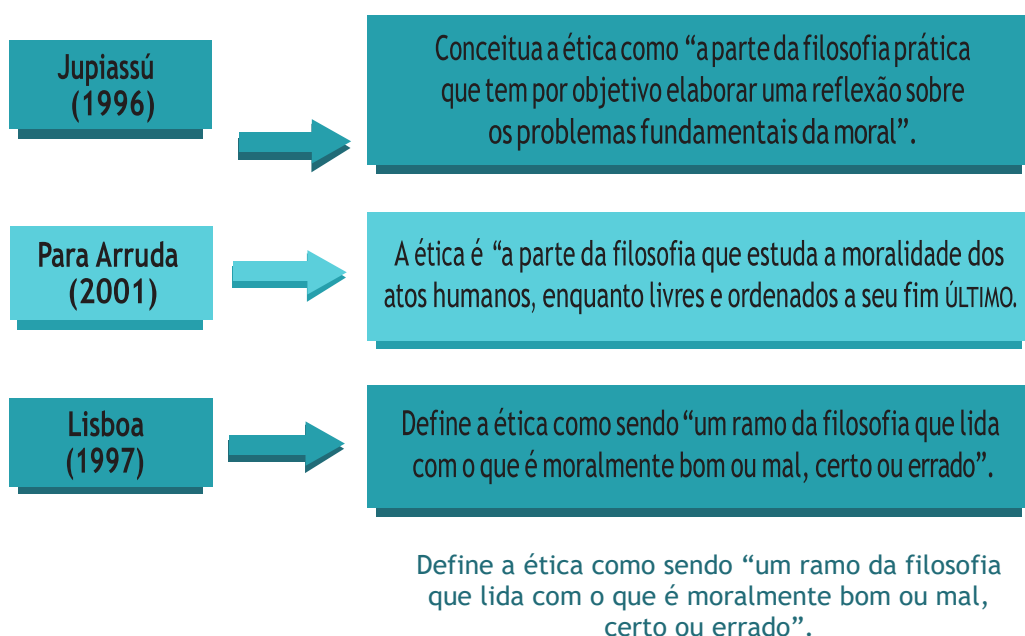 Jupiassú
(1996)
Conceitua a ética como “a parte da filosofia prática
que tem por objetivo elaborar uma reflexão sobre
os problemas fundamentais da moral”.
Para Arruda
(2001)
A ética é “a parte da filosofia que estuda a moralidade dos
atos humanos, enquanto livres e ordenados a seu fim ÚLTIMO.
Lisboa
(1997)
Define a ética como sendo “um ramo da filosofia que lida
com o que é moralmente bom ou mal, certo ou errado”.
Define a ética como sendo “um ramo da filosofia
que lida com o que é moralmente bom ou mal,
certo ou errado”.